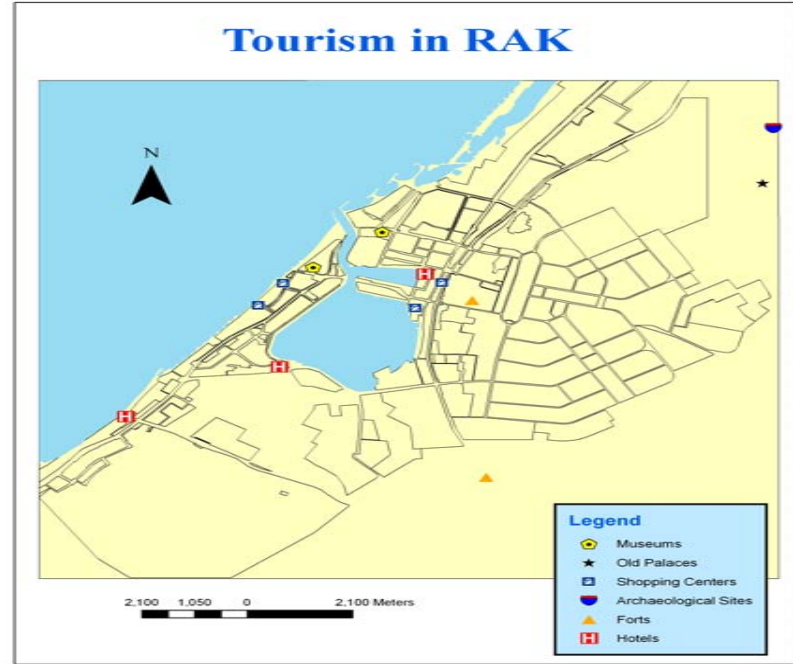 Tourism in RAK
N
H
H
H
Legend
Museums
Old Palaces
Shopping Centers
Archaeological Sites
Forts
H Hotels
2,100 1,050 0 2,100 Meters